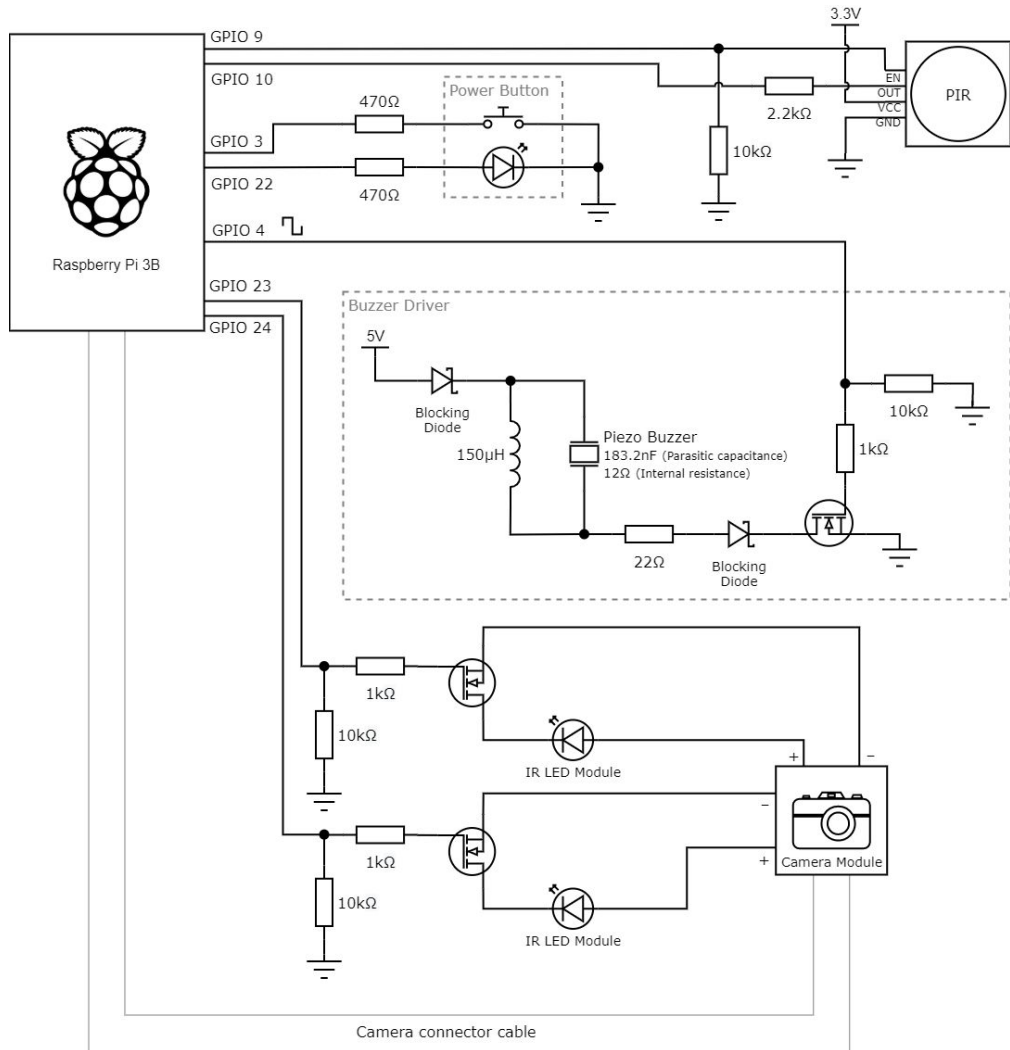 3.3V
GPIO 9
EN
GPIO 10
OUT
PIR
VCC
GND
2.2kΩ
Power Button
470Ω
GPIO 3
10kΩ
GPIO 22
470Ω
GPIO 4
Raspberry Pi 3B
GPIO 23
GPIO 24
Buzzer Driver
5V
Blocking
Diode
10kΩ
150μH
Piezo Buzzer
183.2nF (Parasitic capacitance)
12Ω (Internal resistance)
1kΩ
22Ω
Blocking
Diode
1kΩ
10kΩ
IR LED Module
+
−
−
+
Camera Module
1kΩ
10kΩ
IR LED Module
Camera connector cable